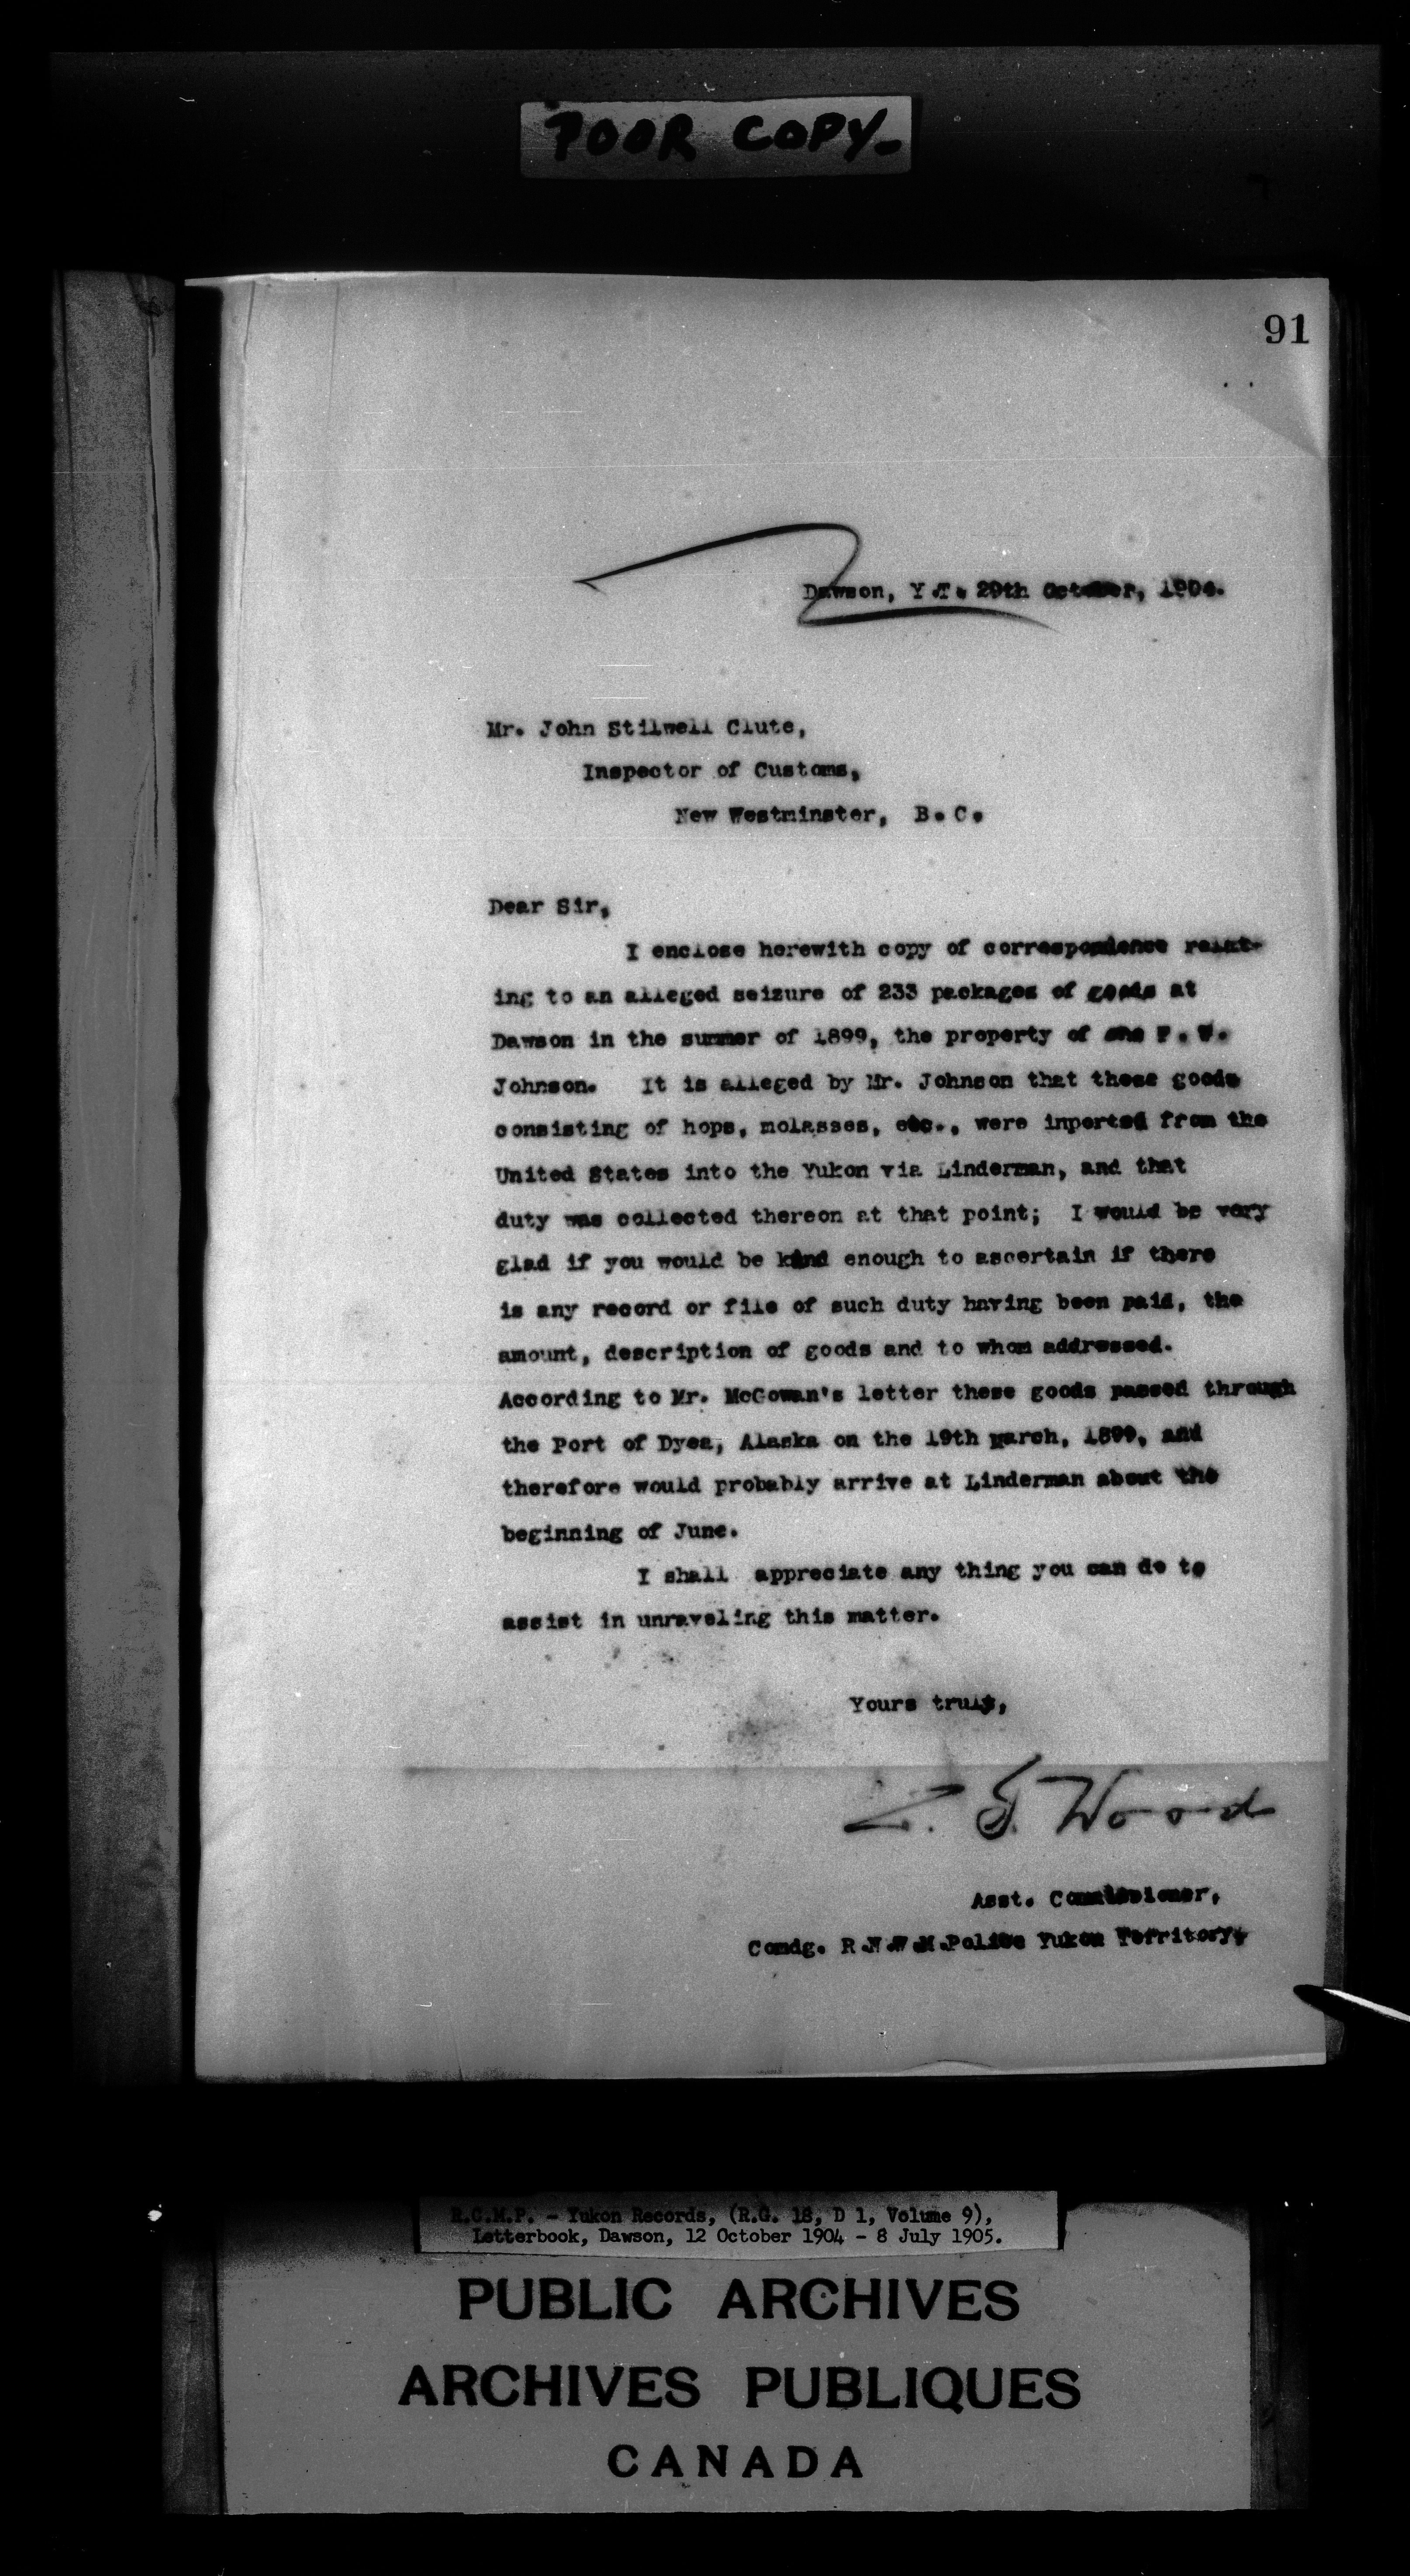 POOR COPY-
91
Dawson, Y.T. 29th October, 1904.
Mr. John Stilwell Clute,
Inspector of Customs,
New Westminster, B.C.
Dear Sir,
I enclose herewith copy of correspondence relat-
ing to an alleged seizure of 233 packages of goods at
Dawson in the summer of 1899, the property of one
Johnson. It is alleged by Mr. Johnson that these goods
consisting of hops, molasses, etc., were inported from the
United States into the Yukon via Linderman, and that
duty was collected thereon at that point; I would be very
glad if you would be kind enough to ascertain if there
is any record or file of such duty having been paid, the
amount, description of goods and to whom addressed.
According to Mr. McGowan's letter these goods passed through
the Port of Dyea, Alaska on the 19th March, 1899, and
therefore would probably arrive at Linderman about the
beginning of June.
I shall appreciate any thing you can do to
assist in unraveling this matter.
Yours truly,
Z. T. Wood
Asst. Commissioner,
Comdg. R.N.W.M.Police Yukon Territory.
R.C.M.P. - Yukon Records, (R.G. 18, D 1, Volume 9),
Letterbook, Dawson, 12 October 1904 - 8 July 1905.
PUBLIC ARCHIVES
ARCHIVES PUBLIQUES
CANADA